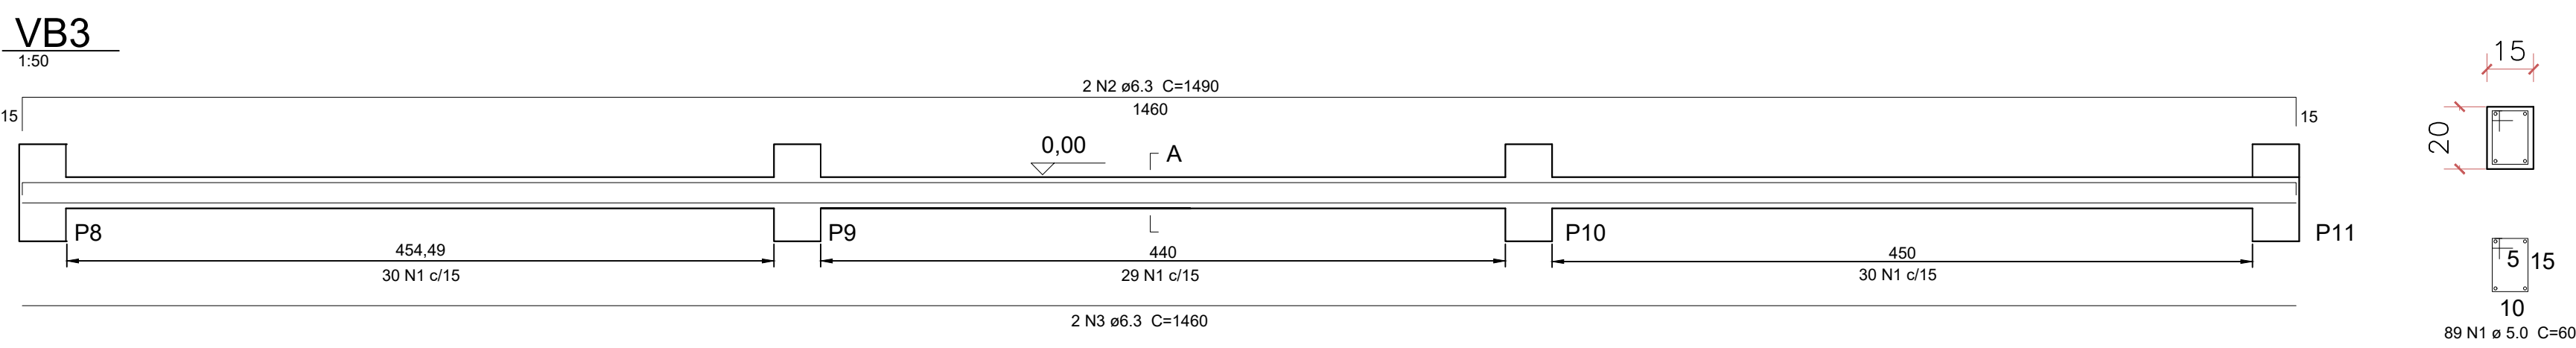 VB3
1:50
2 N2 ø6.3 C=1490
1460
15
15
15
20
0,00
A
P8
P9
P10
P11
454,49
30 N1 c/15
440
29 N1 c/15
450
30 N1 c/15
2 N3 ø6.3 C=1460
5
15
10
89 N1 ø 5.0 C=60